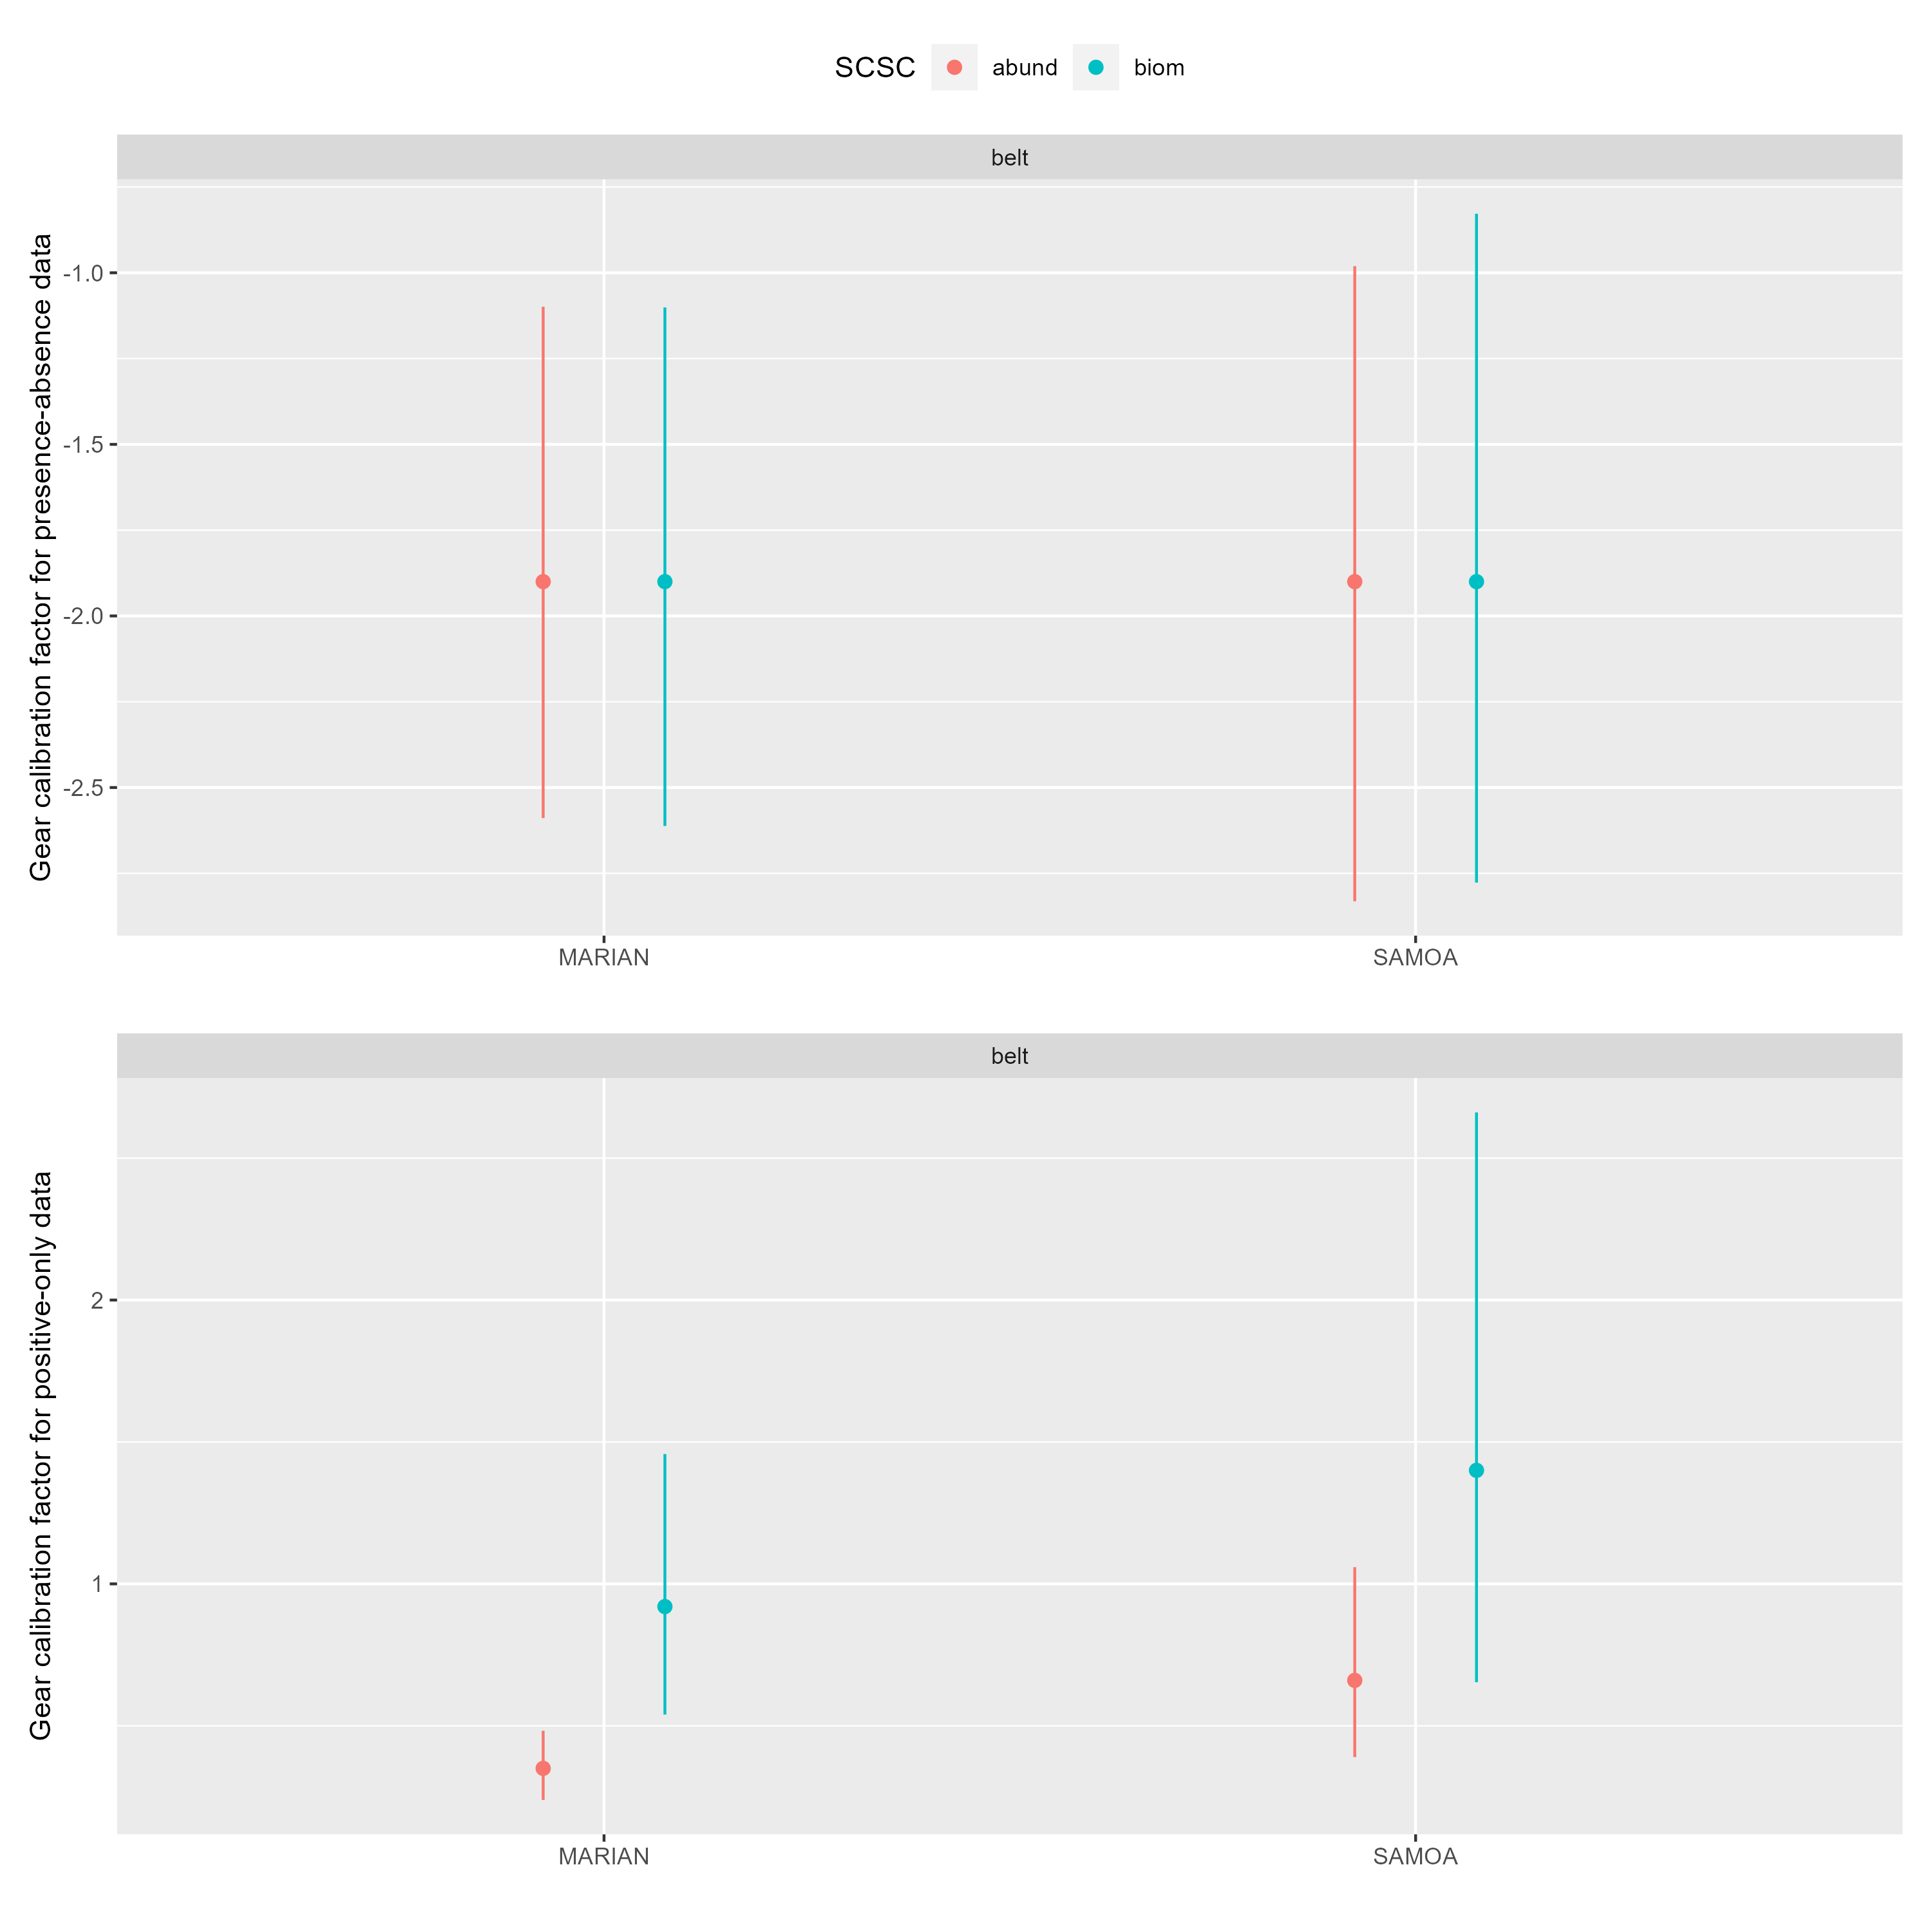 SCSC abund biom
belt
Gear calibration factor for presence-absence data
-1.0
-1.5
-2.0
-2.5
MARIAN SAMOA
belt
Gear calibration factor for positive-only data
2
1
MARIAN SAMOA